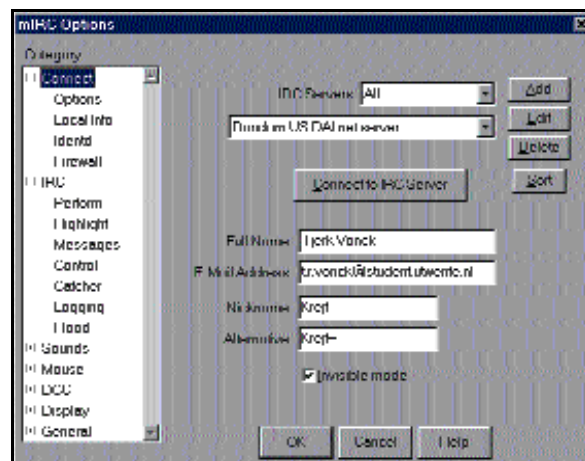 mIRC Options
Category
Connect
Options
Local Info
Identd
Firewall
IRC
Perform
Highlight
Messages
Control
Catcher
Logging
Flood
Sounds
Mouse
DCC
Display
General
IRC Servers: All
Random US DALnet server
Add
Edit
Delete
Sort
Connect to IRC Server
Full Name: Tjerk Vonck
E-Mail Address: t.r.vonck@student.utwente.nl
Nickname:
Alternative:
Invisible mode
OK
Cancel
Help